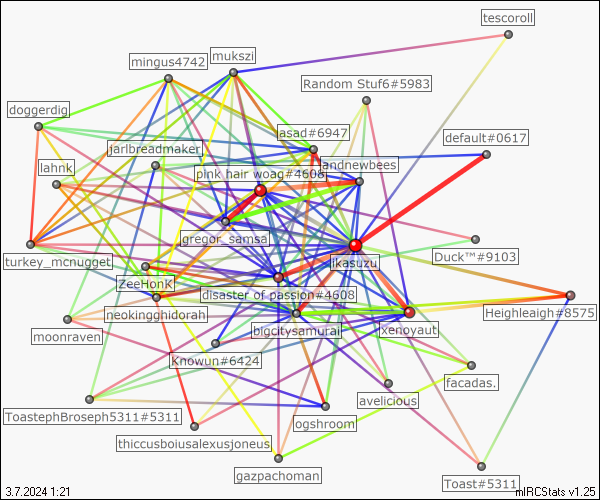 tescoroll
mukszi
mingus4742
Random Stuf6#5983
doggerdig
asad#6947
default#0617
jarlbreadmaker
lahnk
landnewbees
pink hair woag#4608
gregor_samsa
Duck™#9103
turkey_mcnugget
ikasuzu
ZeeHonK
disaster of passion#4608
neokingghidorah
Heighleaigh#8575
bigcitysamurai
xenoyaut
moonraven
Knowun#6424
facadas.
avelicious
ToastephBroseph5311#5311
ogshroom
thiccusboiusalexusjoneus
gazpachoman
Toast#5311
3.7.2024 1:21
mIRCStats v1.25